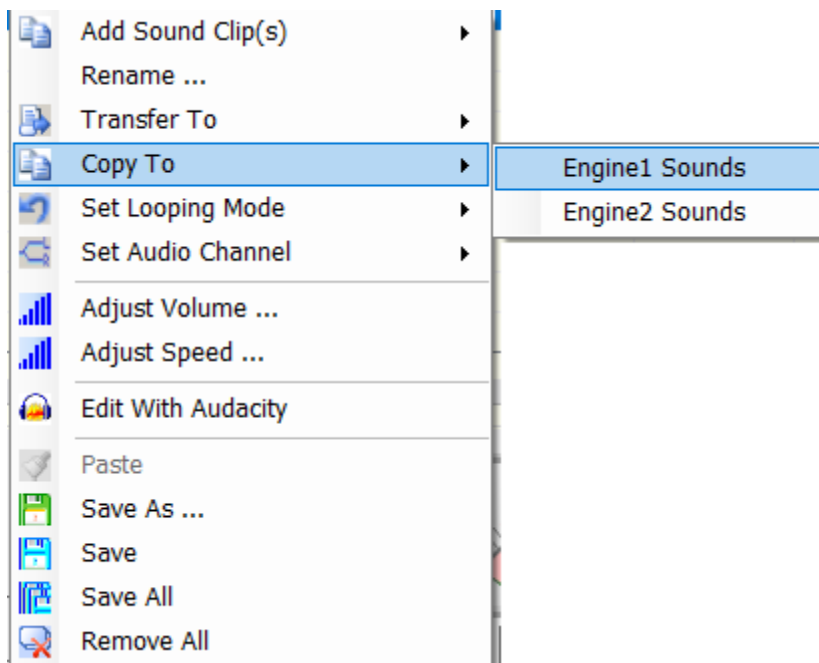 Add Sound Clip(s)
Rename ...
Transfer To
Copy To
Engine1 Sounds
Set Looping Mode
Engine2 Sounds
Set Audio Channel
Adjust Volume ...
Adjust Speed ...
Edit With Audacity
Paste
Save As ...
Save
Save All
Remove All